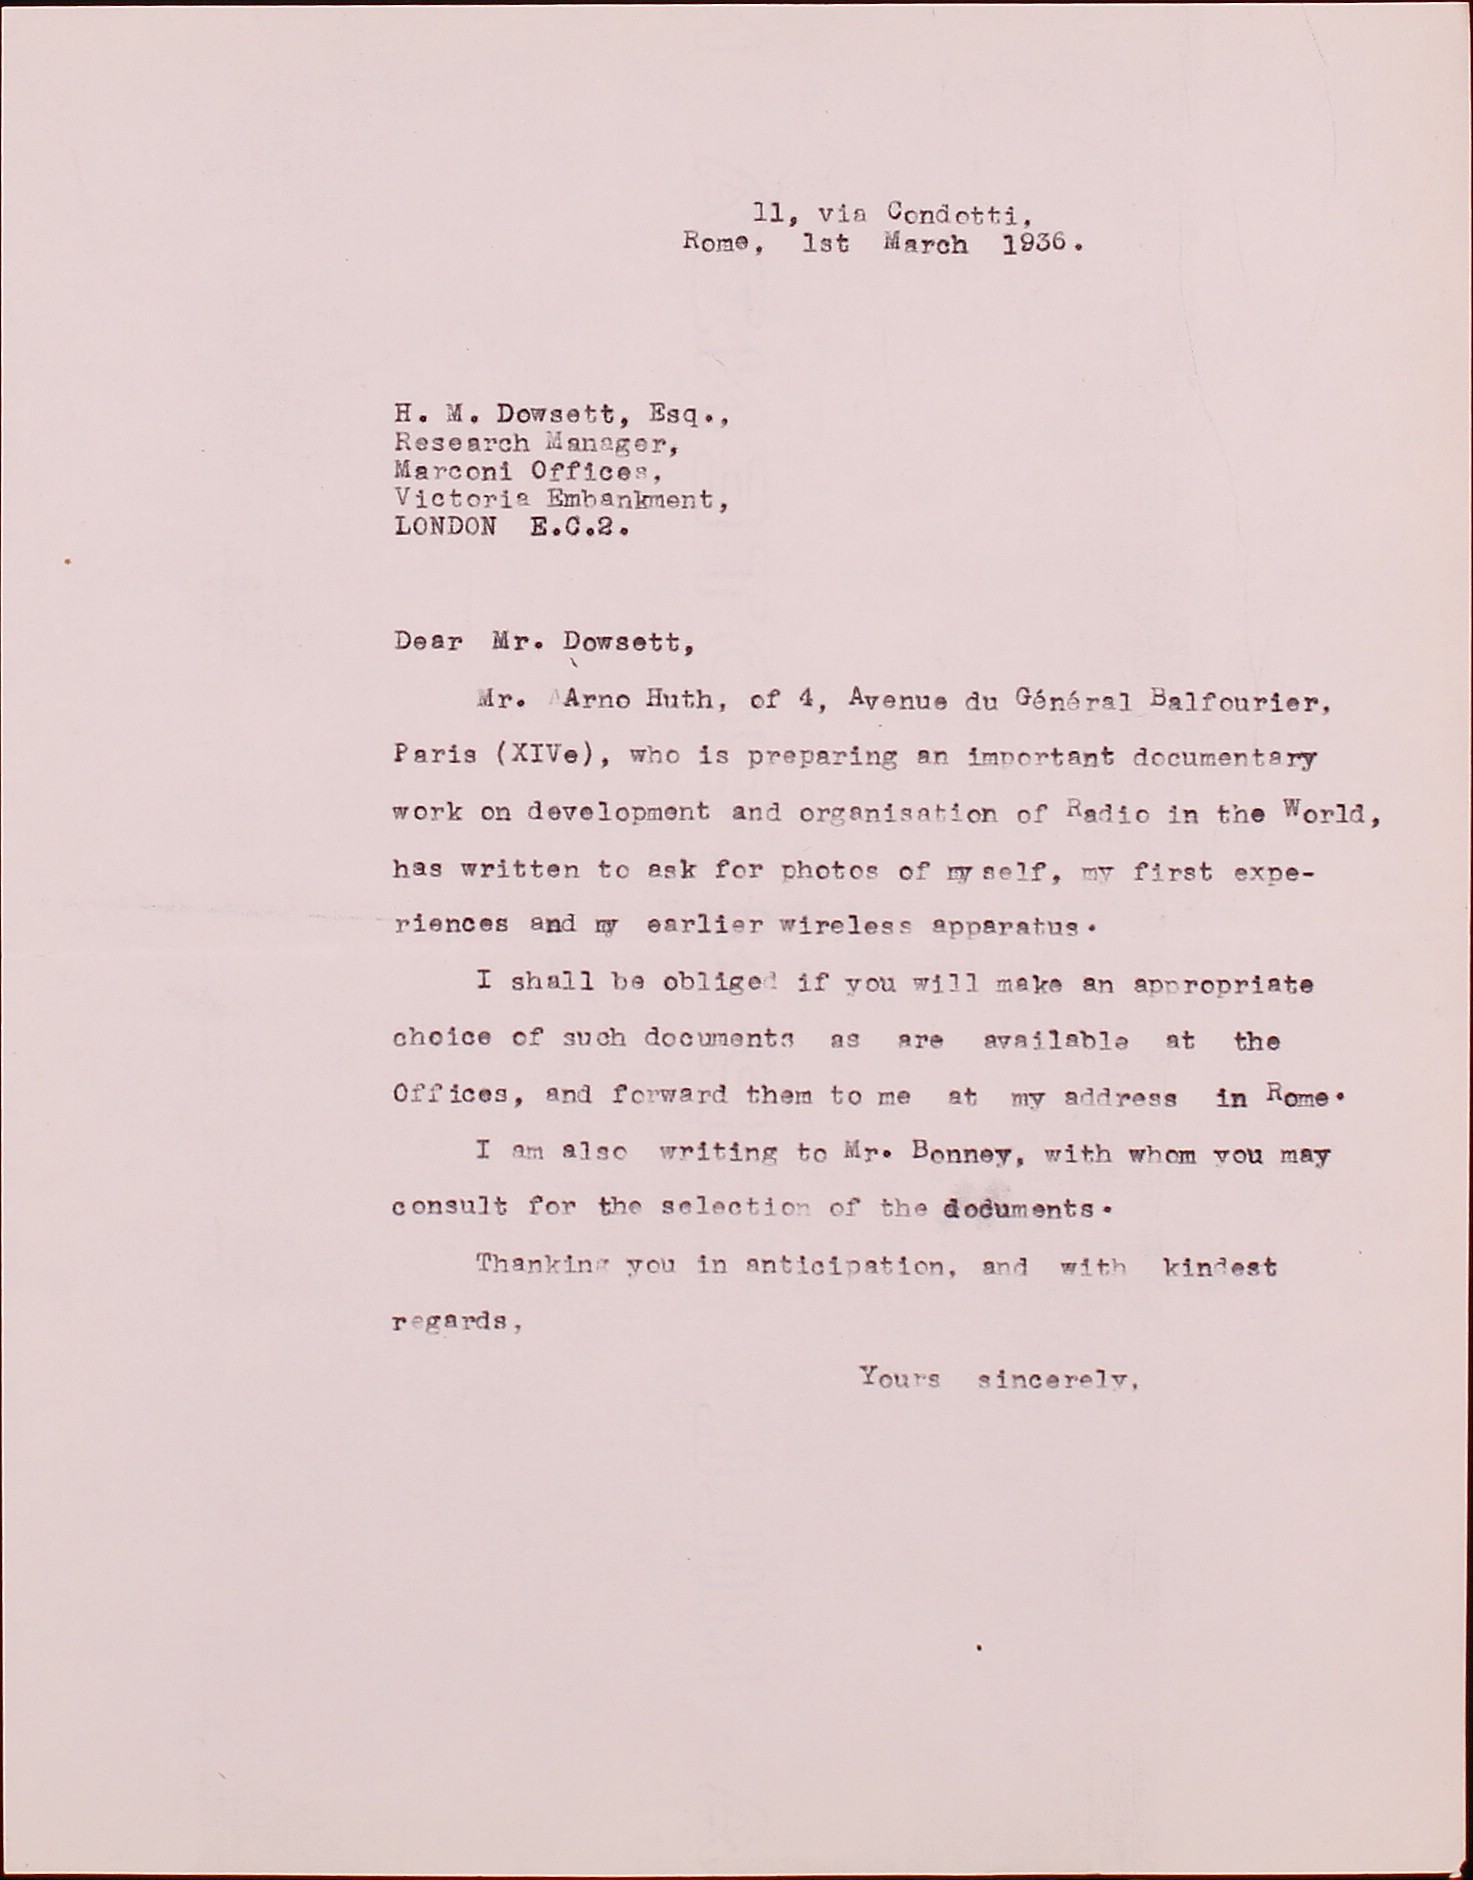 11, via Condotti,
Rome, 1st March 1936.
H. M. Dowsett, Esq.,
Research Manager,
Marconi Offices,
Victoria Embankment,
LONDON E.C.2.
Dear Mr. Dowsett,
Mr. Arno Huth, of 4, Avenue du Général Balfourier,
Paris (XIVe), who is preparing an important documentary
work on development and organisation of Radio in the World,
has written to ask for photos of myself, my first expe-
riences and my earlier wireless apparatus.
I shall be obliged if you will make an appropriate
choice of such documents as are available at the
Offices, and forward them to me at my address in Rome.
I am also writing to Mr. Bonney, with whom you may
consult for the selection of the documents.
Thanking you in anticipation, and with kindest
regards,
Yours sincerely,